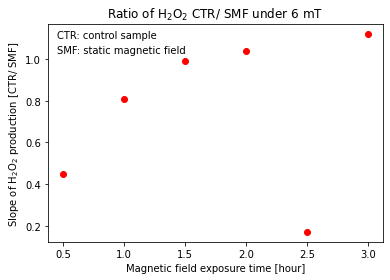 Ratio of H₂O₂ CTR/ SMF under 6 mT
CTR: control sample
SMF: static magnetic field
Slope of H₂O₂ production [CTR/ SMF]
1.0
0.8
0.6
0.4
0.2
0.5 1.0 1.5 2.0 2.5 3.0
Magnetic field exposure time [hour]